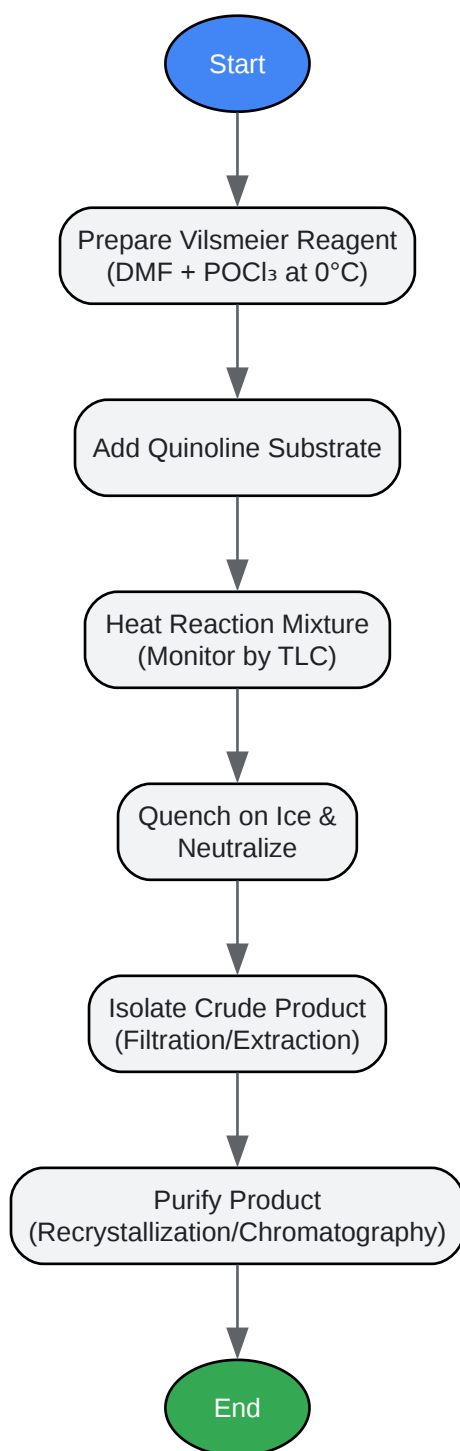 Start
Prepare Vilsmeier Reagent
(DMF + POCl₃ at 0°C)
Add Quinoline Substrate
Heat Reaction Mixture
(Monitor by TLC)
Quench on Ice &
Neutralize
Isolate Crude Product
(Filtration/Extraction)
Purify Product
(Recrystallization/Chromatography)
End